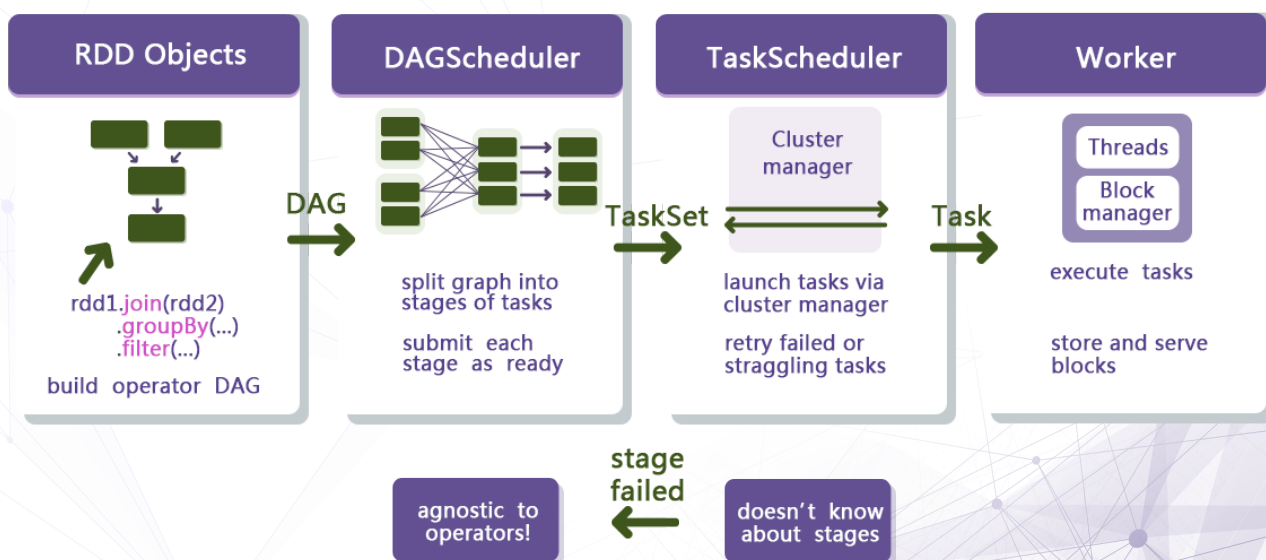 RDD Objects
rdd1.join(rdd2)
.groupBy(...)
.filter(...)
build operator DAG
DAG
DAGScheduler
split graph into
stages of tasks
submit each
stage as ready
TaskSet
TaskScheduler
Cluster
manager
launch tasks via
cluster manager
retry failed or
straggling tasks
Task
Worker
Threads
Block
manager
execute tasks
store and serve
blocks
agnostic to
operators!
stage
failed
doesn't know
about stages